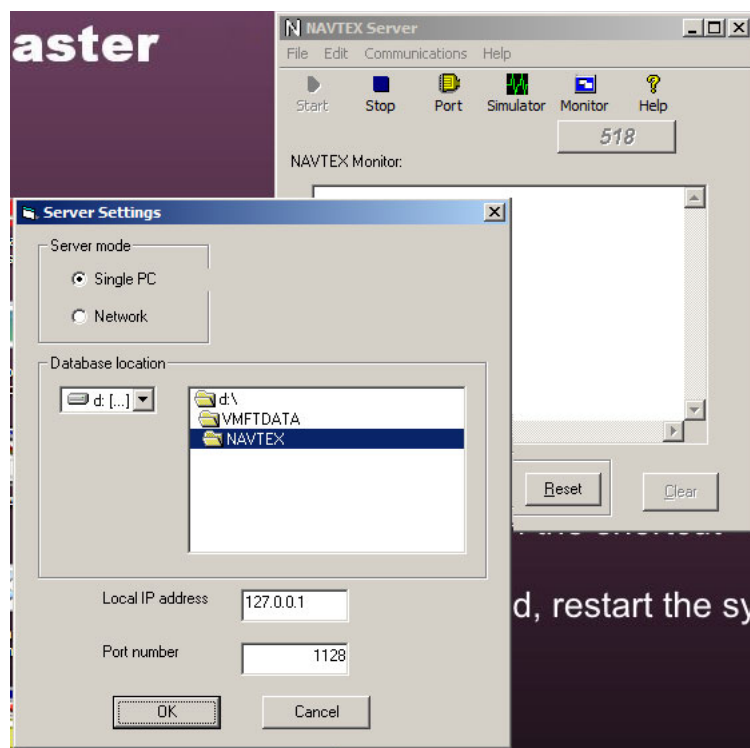 aster
NAVTEX Server
File Edit Communications Help
Start Stop Port Simulator Monitor Help
518
NAVTEX Monitor:
Server Settings
Server mode
Single PC
Network
Database location
d: [...]
d:\
VMFTDATA
NAVTEX
Reset
Clear
the shortcut
Local IP address 127.0.0.1
d, restart the sy
Port number 1128
OK Cancel